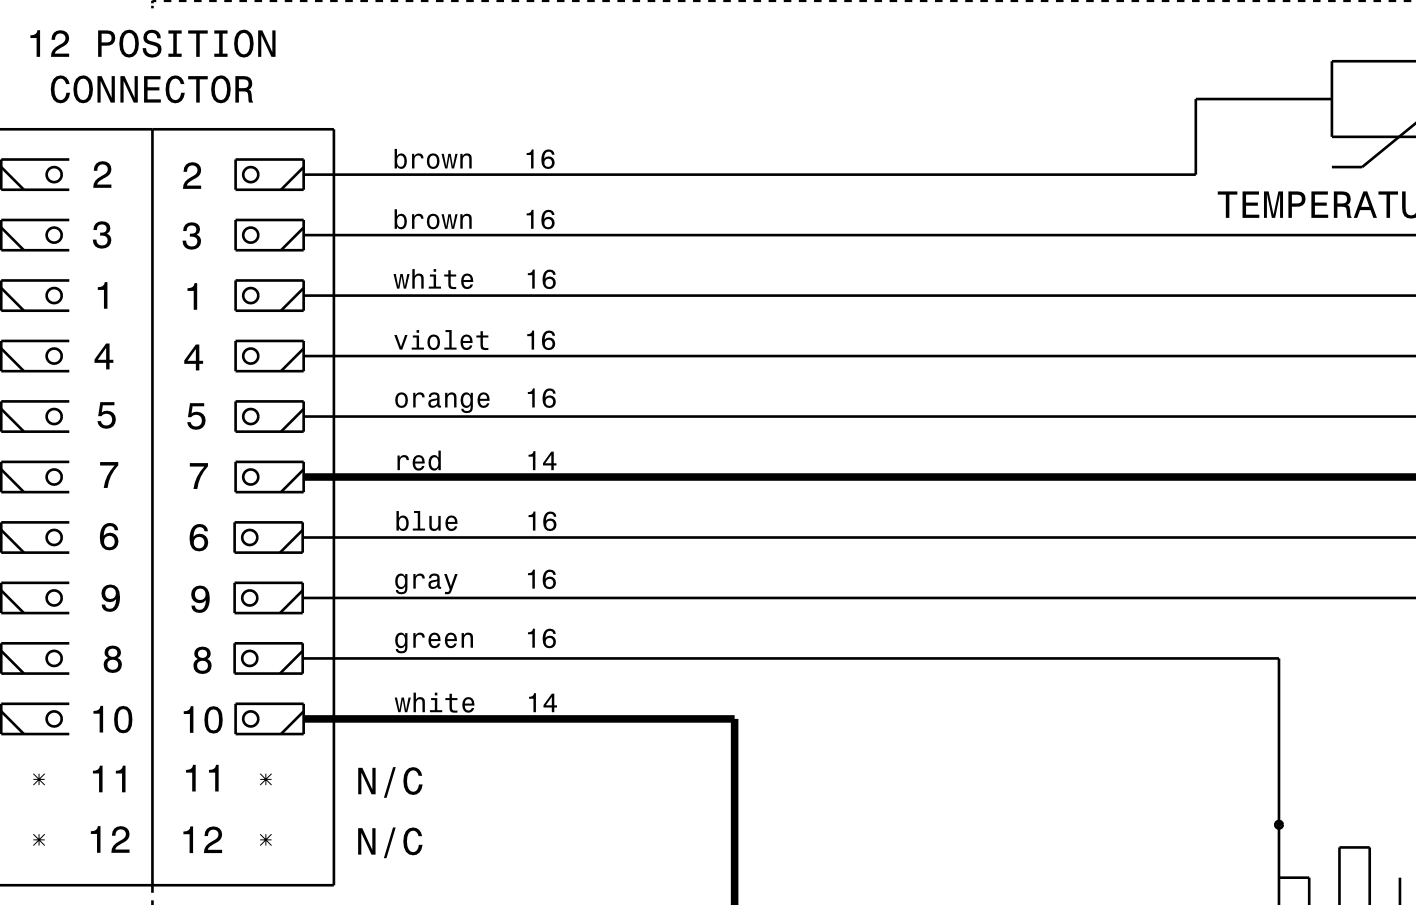 12 POSITION
CONNECTOR
2 2 brown 16
TEMPERATU
3 3 brown 16
1 1 white 16
4 4 violet 16
5 5 orange 16
7 7 red 14
6 6 blue 16
9 9 gray 16
8 8 green 16
10 10 white 14
* 11 11 * N/C
* 12 12 * N/C